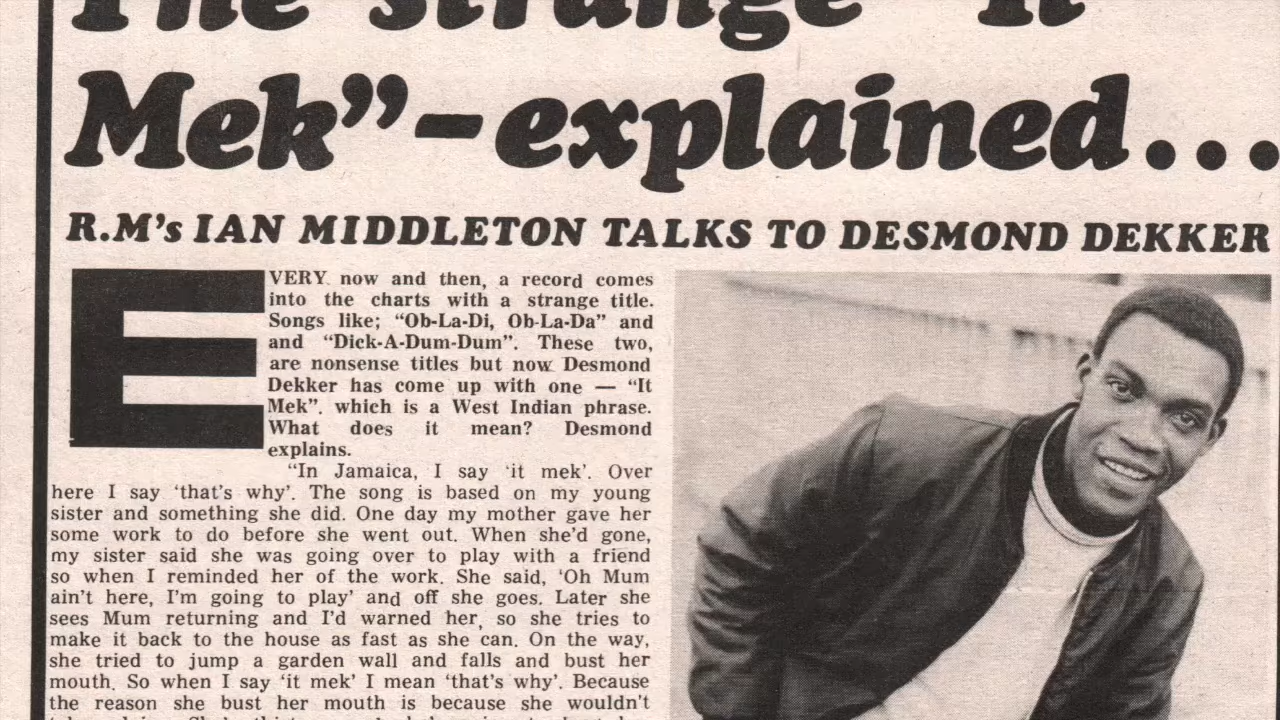 The strange "It
Mek"-explained...
R.M's IAN MIDDLETON TALKS TO DESMOND DEKKER
EVERY now and then, a record comes
into the charts with a strange title.
Songs like; "Ob-La-Di, Ob-La-Da" and
and "Dick-A-Dum-Dum". These two,
are nonsense titles but now Desmond
Dekker has come up with one — "It
Mek". which is a West Indian phrase.
What does it mean? Desmond
explains.
"In Jamaica, I say 'it mek'. Over
here I say 'that's why'. The song is based on my young
sister and something she did. One day my mother gave her
some work to do before she went out. When she'd gone,
my sister said she was going over to play with a friend
so when I reminded her of the work. She said, 'Oh Mum
ain't here, I'm going to play' and off she goes. Later she
sees Mum returning and I'd warned her, so she tries to
make it back to the house as fast as she can. On the way,
she tried to jump a garden wall and falls and bust her
mouth. So when I say 'it mek' I mean 'that's why'. Because
the reason she bust her mouth is because she wouldn't